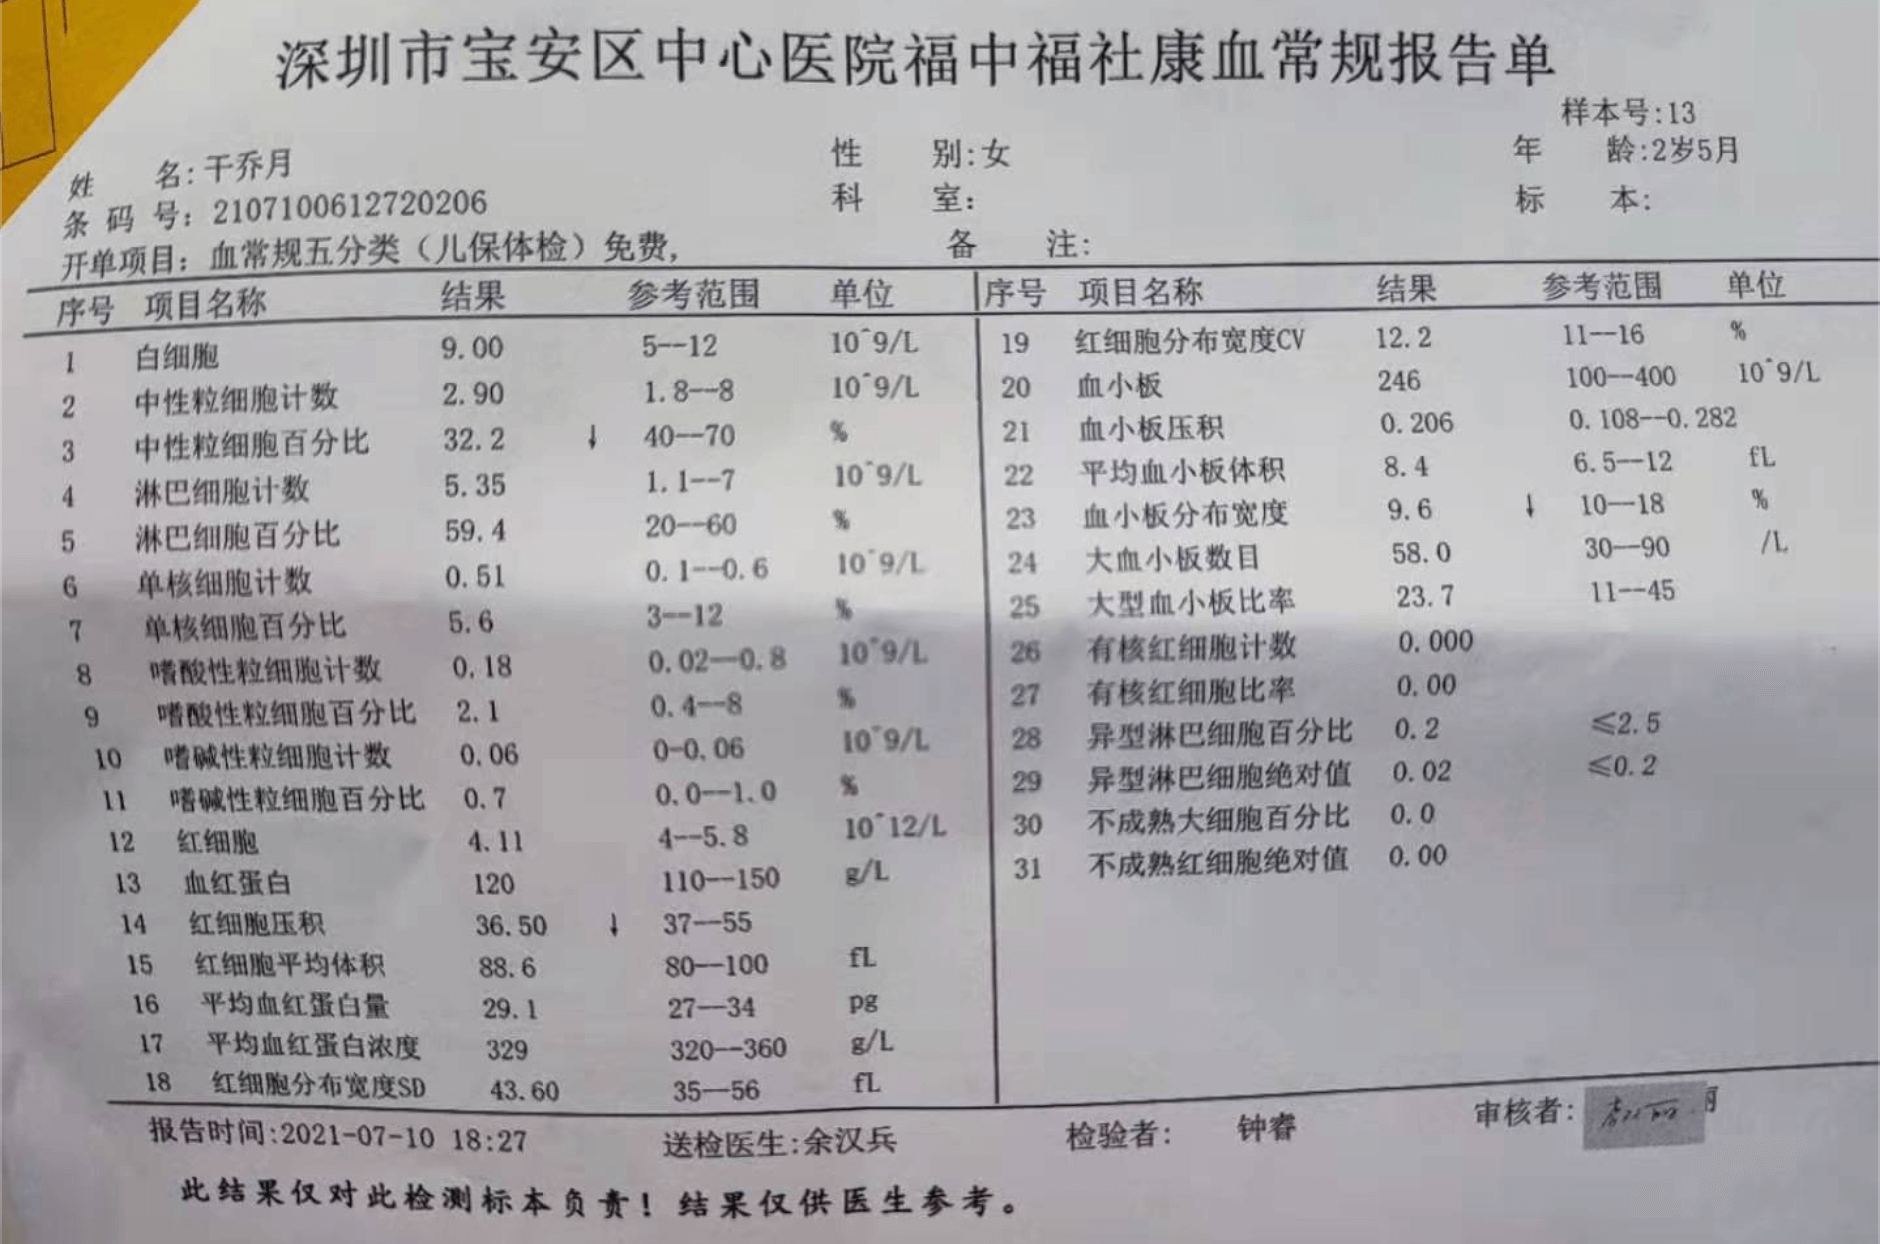 深圳市宝安区中心医院福中福社康血常规报告单
样本号:13
姓 名:干乔月 性 别:女 年 龄:2岁5月
条 码 号: 2107100612720206 科 室: 标 本:
开单项目: 血常规五分类（儿保体检）免费, 备 注:
序号 项目名称 结果 参考范围 单位 序号 项目名称 结果 参考范围 单位
1 白细胞 9.00 5--12 10^9/L 19 红细胞分布宽度CV 12.2 11--16 %
2 中性粒细胞计数 2.90 1.8--8 10^9/L 20 血小板 246 100--400 10^9/L
3 中性粒细胞百分比 32.2 ↓ 40--70 % 21 血小板压积 0.206 0.108--0.282
4 淋巴细胞计数 5.35 1.1--7 10^9/L 22 平均血小板体积 8.4 6.5--12 fL
5 淋巴细胞百分比 59.4 20--60 % 23 血小板分布宽度 9.6 ↓ 10--18 %
6 单核细胞计数 0.51 0.1--0.6 10^9/L 24 大血小板数目 58.0 30--90 /L
7 单核细胞百分比 5.6 3--12 % 25 大型血小板比率 23.7 11--45
8 嗜酸性粒细胞计数 0.18 0.02--0.8 10^9/L 26 有核红细胞计数 0.000
9 嗜酸性粒细胞百分比 2.1 0.4--8 % 27 有核红细胞比率 0.00
10 嗜碱性粒细胞计数 0.06 0-0.06 10^9/L 28 异型淋巴细胞百分比 0.2 ≤2.5
11 嗜碱性粒细胞百分比 0.7 0.0--1.0 % 29 异型淋巴细胞绝对值 0.02 ≤0.2
12 红细胞 4.11 4--5.8 10^12/L 30 不成熟大细胞百分比 0.0
13 血红蛋白 120 110--150 g/L 31 不成熟红细胞绝对值 0.00
14 红细胞压积 36.50 ↓ 37--55
15 红细胞平均体积 88.6 80--100 fL
16 平均血红蛋白量 29.1 27--34 pg
17 平均血红蛋白浓度 329 320--360 g/L
18 红细胞分布宽度SD 43.60 35--56 fL
报告时间:2021-07-10 18:27 送检医生:余汉兵 检验者: 钟睿 审核者:
此结果仅对此检测标本负责！结果仅供医生参考。